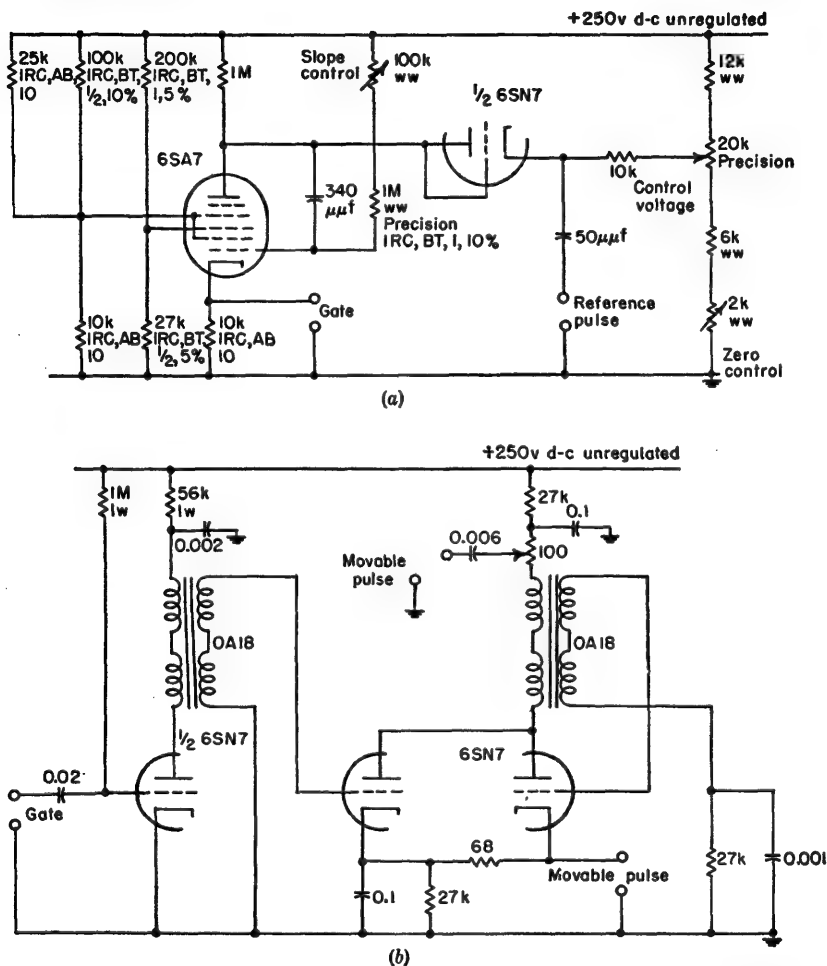 +250v d-c unregulated
25k
IRC,AB,
10
100k
IRC,BT,
1/2,10%
200k
IRC,BT,
1,5%
1M
Slope
control
100k
ww
1/2 6SN7
12k
ww
20k
Precision
6SA7
340
μμf
1M
ww
Precision
IRC,BT,1,10%
10k
Control
voltage
50μμf
6k
ww
10k
IRC,AB
10
27k
IRC,BT
1/2,5%
10k
IRC,AB
10
Gate
Reference
pulse
2k
ww
Zero
control
(a)
+250v d-c unregulated
1M
1w
56k
1w
0.002
27k
0.1
0.006
100
Movable
pulse
OA18
OA18
1/2 6SN7
6SN7
0.02
Gate
68
Movable pulse
0.1
27k
27k
0.001
(b)